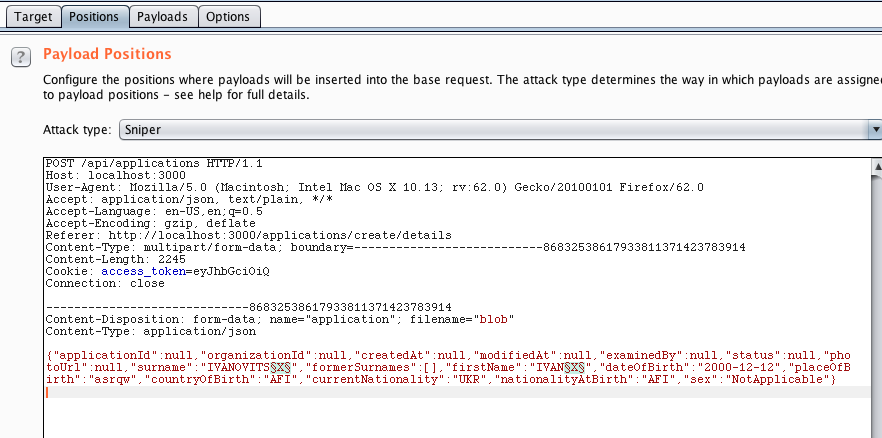 Target Positions Payloads Options
? Payload Positions
Configure the positions where payloads will be inserted into the base request. The attack type determines the way in which payloads are assigned
to payload positions – see help for full details.
Attack type: Sniper
POST /api/applications HTTP/1.1
Host: localhost:3000
User-Agent: Mozilla/5.0 (Macintosh; Intel Mac OS X 10.13; rv:62.0) Gecko/20100101 Firefox/62.0
Accept: application/json, text/plain, */*
Accept-Language: en-US,en;q=0.5
Accept-Encoding: gzip, deflate
Referer: http://localhost:3000/applications/create/details
Content-Type: multipart/form-data; boundary=---------------------------86832538617933811371423783914
Content-Length: 2245
Cookie: access_token=eyJhbGciOiQ
Connection: close
-----------------------------86832538617933811371423783914
Content-Disposition: form-data; name="application"; filename="blob"
Content-Type: application/json
{"applicationId":null,"organizationId":null,"createdAt":null,"modifiedAt":null,"examinedBy":null,"status":null,"pho
toUrl":null,"surname":"IVANOVITS§X§","formerSurnames":[],"firstName":"IVAN§X§","dateOfBirth":"2000-12-12","placeOfB
irth":"asrqw","countryOfBirth":"AFI","currentNationality":"UKR","nationalityAtBirth":"AFI","sex":"NotApplicable"}